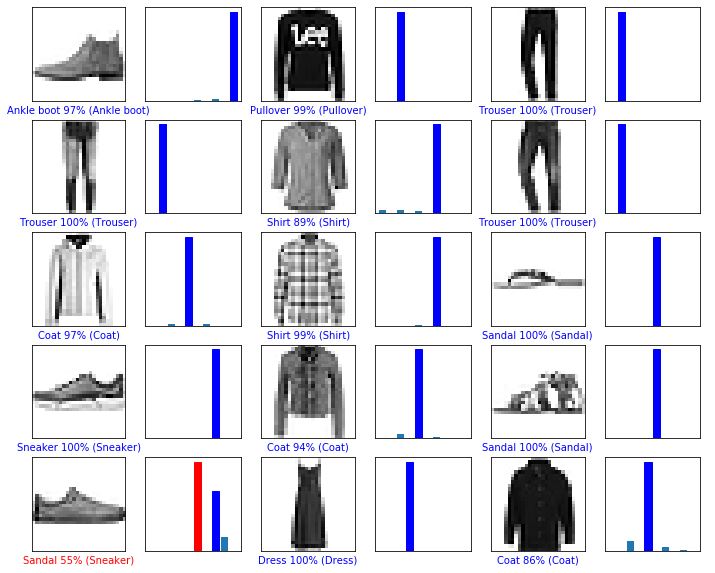 Lee
Ankle boot 97% (Ankle boot)
Pullover 99% (Pullover)
Trouser 100% (Trouser)
Trouser 100% (Trouser)
Shirt 89% (Shirt)
Trouser 100% (Trouser)
Coat 97% (Coat)
Shirt 99% (Shirt)
Sandal 100% (Sandal)
Sneaker 100% (Sneaker)
Coat 94% (Coat)
Sandal 100% (Sandal)
Sandal 55% (Sneaker)
Dress 100% (Dress)
Coat 86% (Coat)